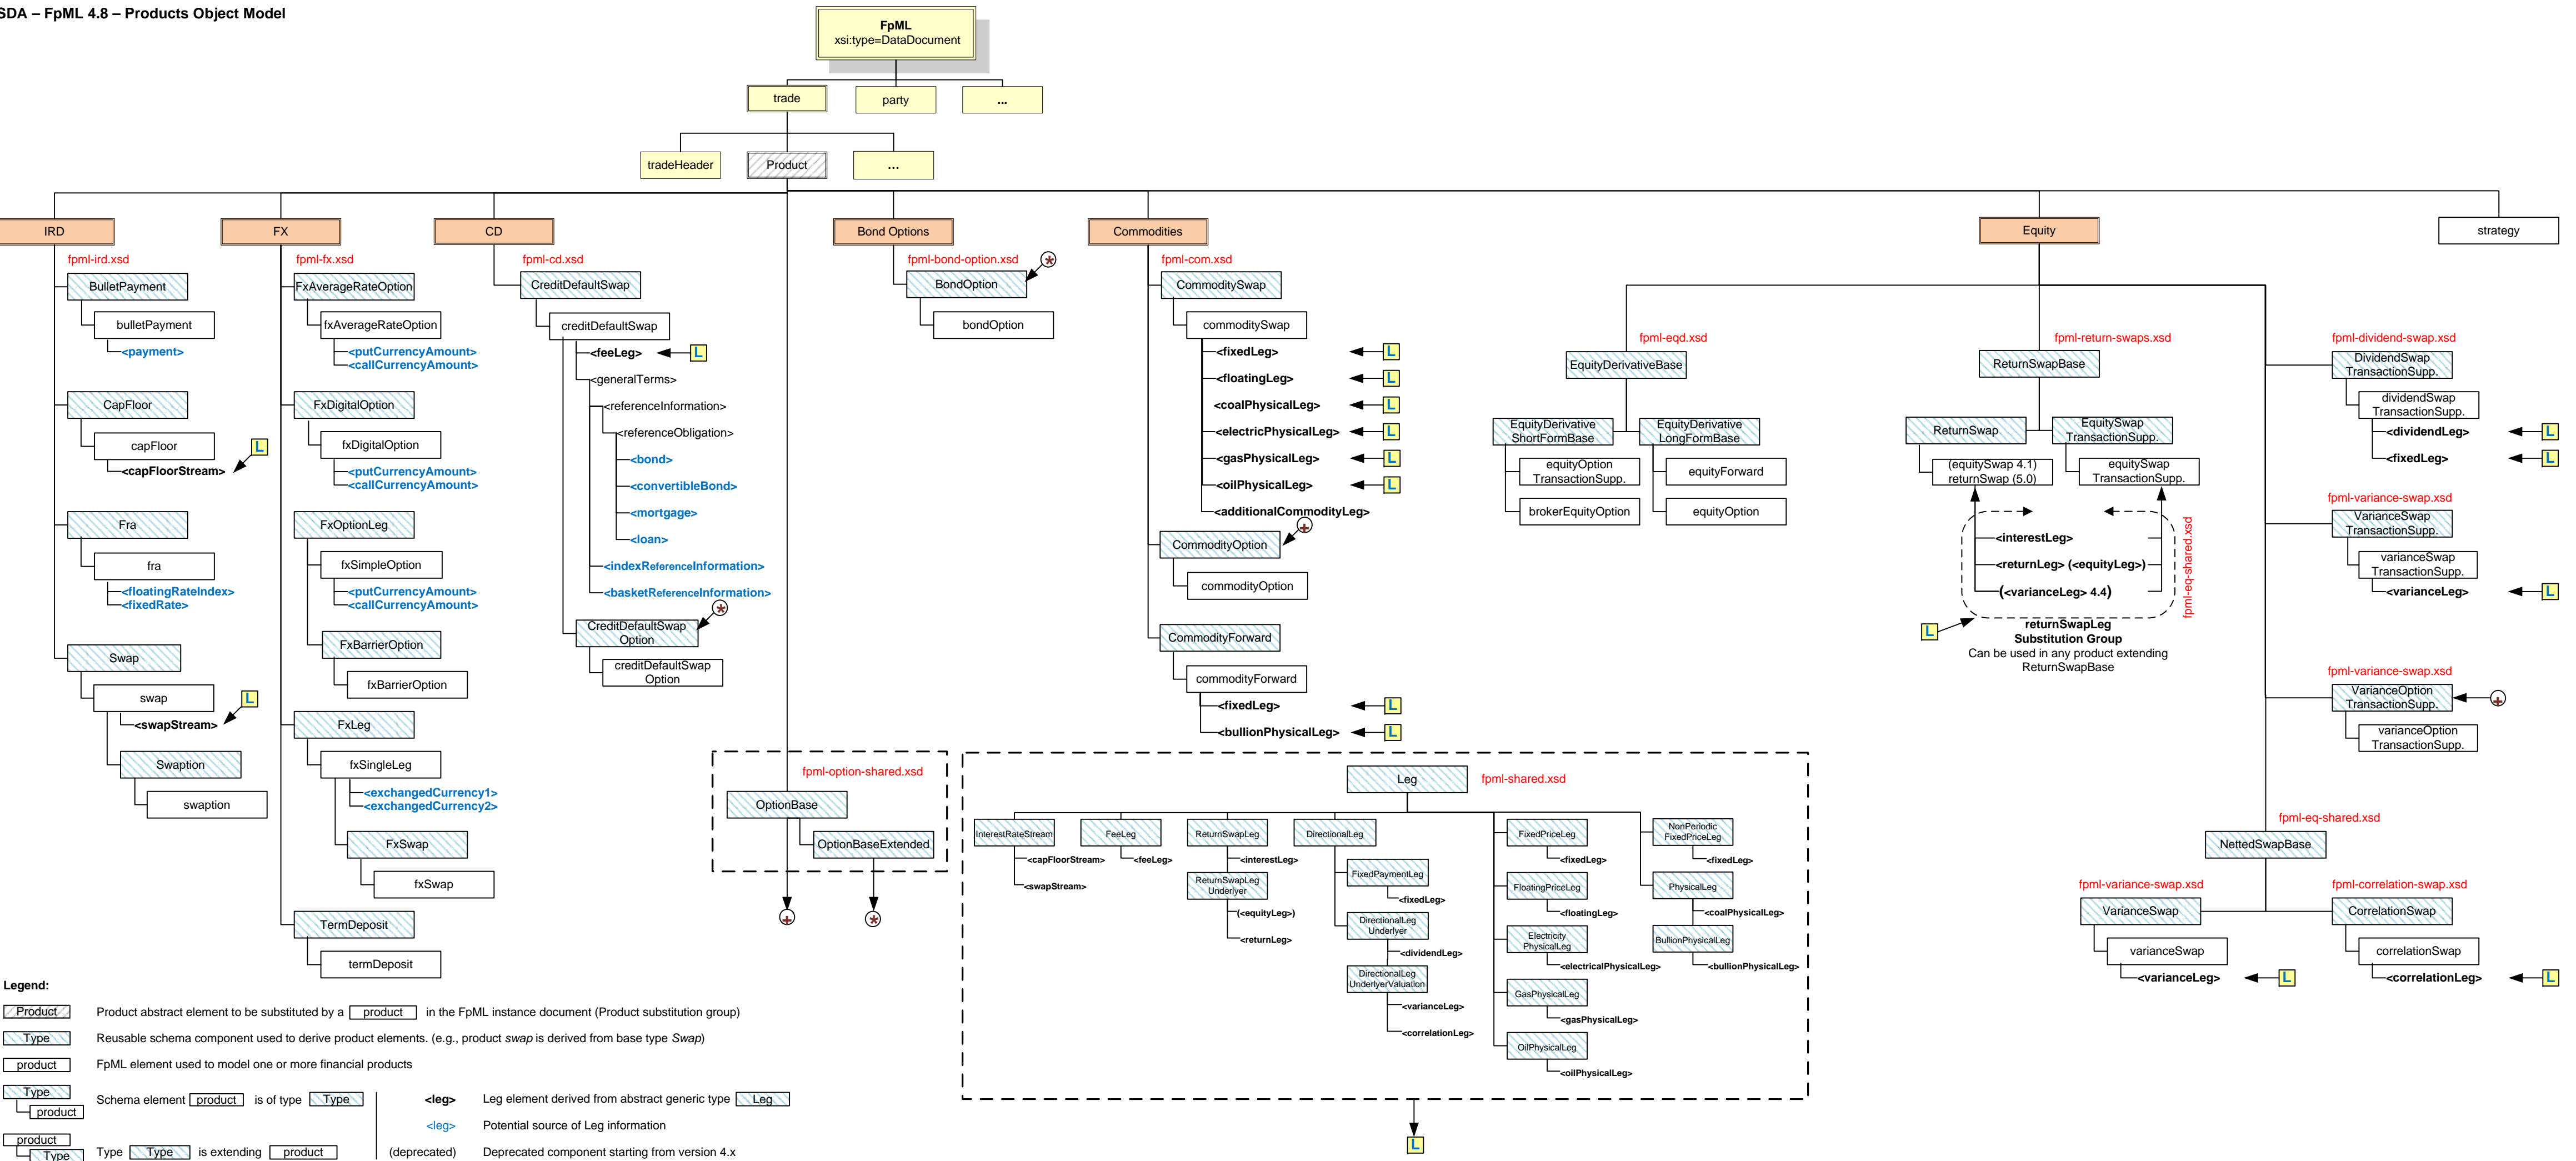 SDA – FpML 4.8 – Products Object Model
FpML
xsi:type=DataDocument
trade
party
...
tradeHeader
Product
...
IRD
FX
CD
Bond Options
Commodities
Equity
strategy
fpml-ird.xsd
BulletPayment
bulletPayment
<payment>
CapFloor
capFloor
L
<capFloorStream>
Fra
fra
<floatingRateIndex>
<fixedRate>
Swap
swap
L
<swapStream>
Swaption
swaption
fpml-fx.xsd
FxAverageRateOption
fxAverageRateOption
<putCurrencyAmount>
<callCurrencyAmount>
FxDigitalOption
fxDigitalOption
<putCurrencyAmount>
<callCurrencyAmount>
FxOptionLeg
fxSimpleOption
<putCurrencyAmount>
<callCurrencyAmount>
FxBarrierOption
fxBarrierOption
FxLeg
fxSingleLeg
<exchangedCurrency1>
<exchangedCurrency2>
FxSwap
fxSwap
TermDeposit
termDeposit
fpml-cd.xsd
CreditDefaultSwap
creditDefaultSwap
<feeLeg>
L
<generalTerms>
<referenceInformation>
<referenceObligation>
<bond>
<convertibleBond>
<mortgage>
<loan>
<indexReferenceInformation>
<basketReferenceInformation>
*
CreditDefaultSwap
Option
creditDefaultSwap
Option
fpml-option-shared.xsd
OptionBase
OptionBaseExtended
+
*
fpml-bond-option.xsd
*
BondOption
bondOption
fpml-com.xsd
CommoditySwap
commoditySwap
<fixedLeg>
L
<floatingLeg>
L
<coalPhysicalLeg>
L
<electricPhysicalLeg>
L
<gasPhysicalLeg>
L
<oilPhysicalLeg>
L
<additionalCommodityLeg>
+
CommodityOption
commodityOption
CommodityForward
commodityForward
<fixedLeg>
L
<bullionPhysicalLeg>
L
Leg
fpml-shared.xsd
InterestRateStream
<capFloorStream>
<swapStream>
FeeLeg
<feeLeg>
ReturnSwapLeg
<interestLeg>
ReturnSwapLeg
Underlyer
(<equityLeg>)
<returnLeg>
DirectionalLeg
FixedPaymentLeg
<fixedLeg>
DirectionalLeg
Underlyer
<dividendLeg>
DirectionalLeg
UnderlyerValuation
<varianceLeg>
<correlationLeg>
FixedPriceLeg
<fixedLeg>
FloatingPriceLeg
<floatingLeg>
Electricity
PhysicalLeg
<electricalPhysicalLeg>
GasPhysicalLeg
<gasPhysicalLeg>
OilPhysicalLeg
<oilPhysicalLeg>
NonPeriodic
FixedPriceLeg
<fixedLeg>
PhysicalLeg
<coalPhysicalLeg>
BullionPhysicalLeg
<bullionPhysicalLeg>
L
fpml-eqd.xsd
EquityDerivativeBase
EquityDerivative
ShortFormBase
equityOption
TransactionSupp.
brokerEquityOption
EquityDerivative
LongFormBase
equityForward
equityOption
fpml-return-swaps.xsd
ReturnSwapBase
ReturnSwap
(equitySwap 4.1)
returnSwap (5.0)
EquitySwap
TransactionSupp.
equitySwap
TransactionSupp.
<interestLeg>
<returnLeg> (<equityLeg>)
(<varianceLeg> 4.4)
fpml-eq-shared.xsd
L
returnSwapLeg
Substitution Group
Can be used in any product extending
ReturnSwapBase
fpml-dividend-swap.xsd
DividendSwap
TransactionSupp.
dividendSwap
TransactionSupp.
<dividendLeg>
L
<fixedLeg>
L
fpml-variance-swap.xsd
VarianceSwap
TransactionSupp.
varianceSwap
TransactionSupp.
<varianceLeg>
L
fpml-variance-swap.xsd
VarianceOption
TransactionSupp.
+
varianceOption
TransactionSupp.
fpml-eq-shared.xsd
NettedSwapBase
fpml-variance-swap.xsd
VarianceSwap
varianceSwap
<varianceLeg>
L
fpml-correlation-swap.xsd
CorrelationSwap
correlationSwap
<correlationLeg>
L
Legend:
Product Product abstract element to be substituted by a product in the FpML instance document (Product substitution group)
Type Reusable schema component used to derive product elements. (e.g., product swap is derived from base type Swap)
product FpML element used to model one or more financial products
Type
product
Schema element product is of type Type
product
Type
Type Type is extending product
<leg> Leg element derived from abstract generic type Leg
<leg> Potential source of Leg information
(deprecated) Deprecated component starting from version 4.x